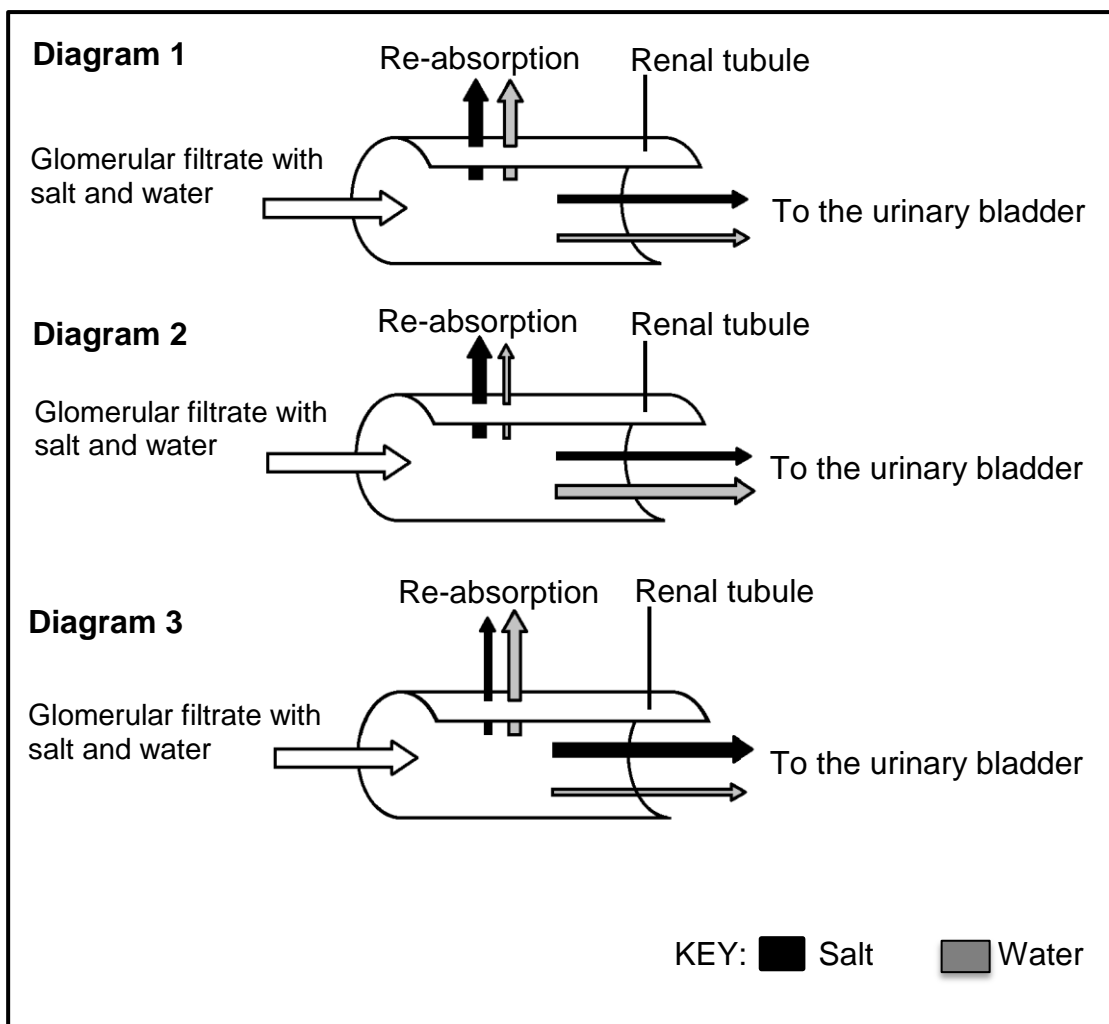 Diagram 1
Re-absorption
Renal tubule
Glomerular filtrate with
salt and water
To the urinary bladder
Diagram 2
Re-absorption
Renal tubule
Glomerular filtrate with
salt and water
To the urinary bladder
Diagram 3
Re-absorption
Renal tubule
Glomerular filtrate with
salt and water
To the urinary bladder
KEY: Salt Water